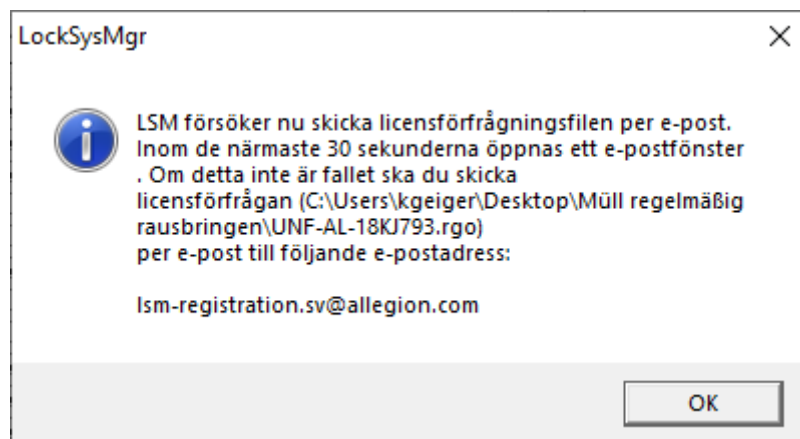 LockSysMgr
LSM försöker nu skicka licensförfrågningsfilen per e-post.
Inom de närmaste 30 sekunderna öppnas ett e-postfönster
. Om detta inte är fallet ska du skicka
licensförfrågan (C:\Users\kgeiger\Desktop\Müll regelmäßig
rausbringen\UNF-AL-18KJ793.rgo)
per e-post till följande e-postadress:
lsm-registration.sv@allegion.com
OK